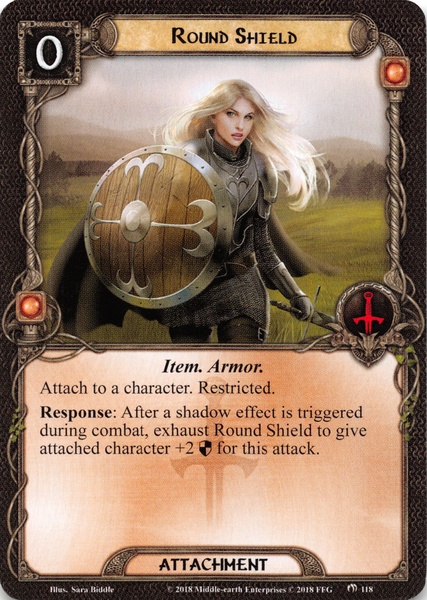 0
ROUND SHIELD
Item. Armor.
Attach to a character. Restricted.
Response: After a shadow effect is triggered
during combat, exhaust Round Shield to give
attached character +2 for this attack.
ATTACHMENT
Illus. Sara Biddle © 2018 Middle-earth Enterprises © 2018 FFG 118